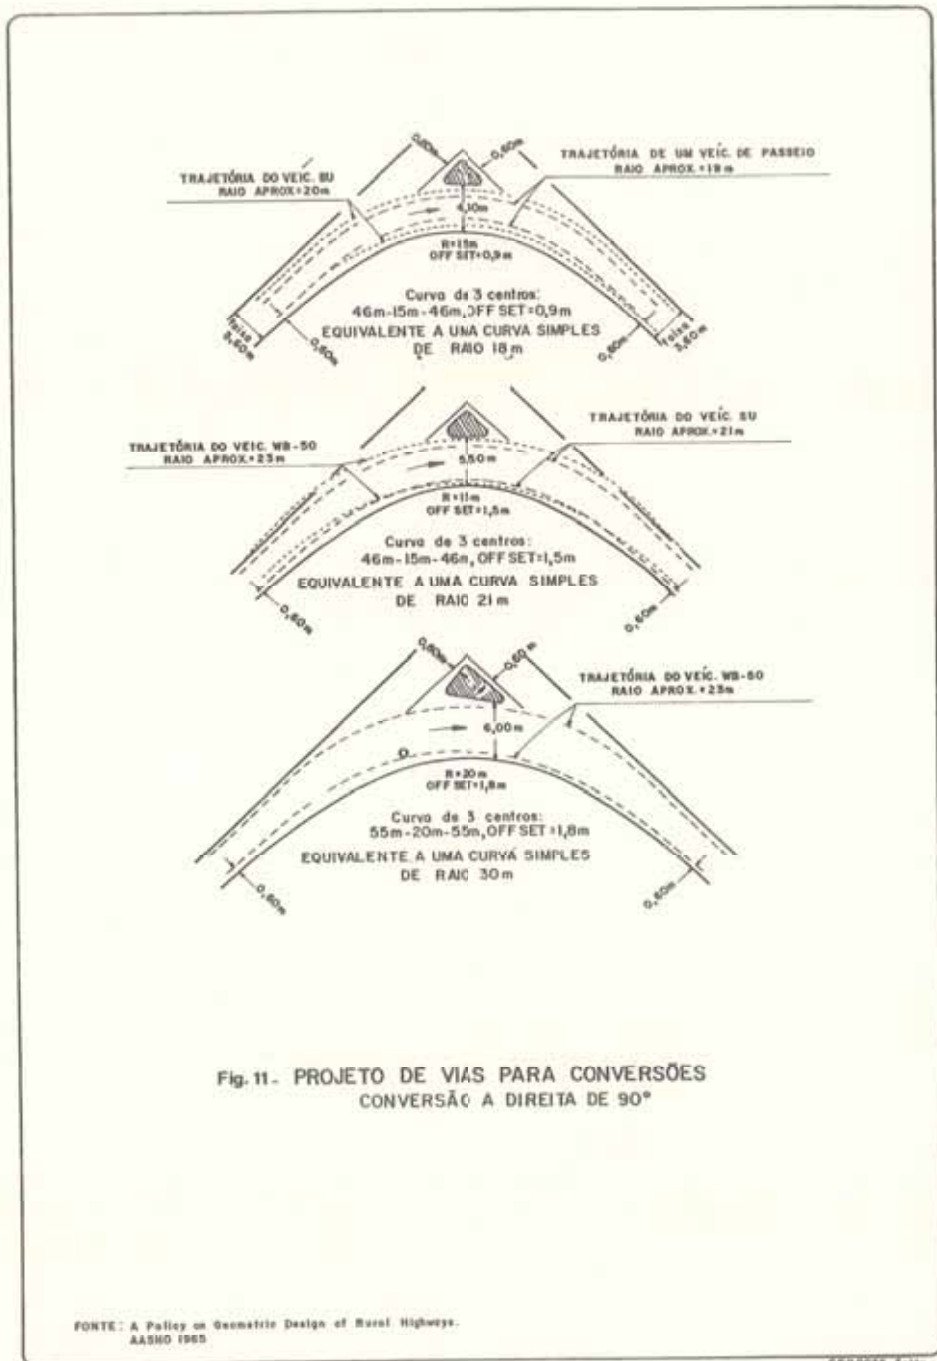 0,60m
0,60m
TRAJETÓRIA DO VEÍC. SU
RAIO APROX.=20m
TRAJETÓRIA DE UM VEÍC. DE PASSEIO
RAIO APROX.=19m
4,10m
R=15m
OFF SET=0,9m
Curva de 3 centros:
46m-15m-46m, OFF SET=0,9m
EQUIVALENTE A UMA CURVA SIMPLES
DE RAIO 18m
faixa
3,60m
0,60m
0,60m
faixa
3,60m
TRAJETÓRIA DO VEIC. WB-50
RAIO APROX.=23m
TRAJETÓRIA DO VEÍC. SU
RAIO APROX.=21m
5,50m
R=11m
OFF SET=1,5m
Curva de 3 centros:
46m-15m-46m, OFF SET=1,5m
EQUIVALENTE A UMA CURVA SIMPLES
DE RAIO 21m
0,60m
0,60m
0,60m
0,60m
TRAJETÓRIA DO VEÍC. WB-50
RAIO APROX.=23m
6,00m
R=20m
OFF SET=1,8m
Curva de 3 centros:
55m-20m-55m, OFF SET=1,8m
EQUIVALENTE A UMA CURVA SIMPLES
DE RAIO 30m
0,60m
0,60m
Fig. 11 - PROJETO DE VIAS PARA CONVERSÕES
CONVERSÃO A DIREITA DE 90°
FONTE: A Policy on Geometric Design of Rural Highways.
AASHO 1965